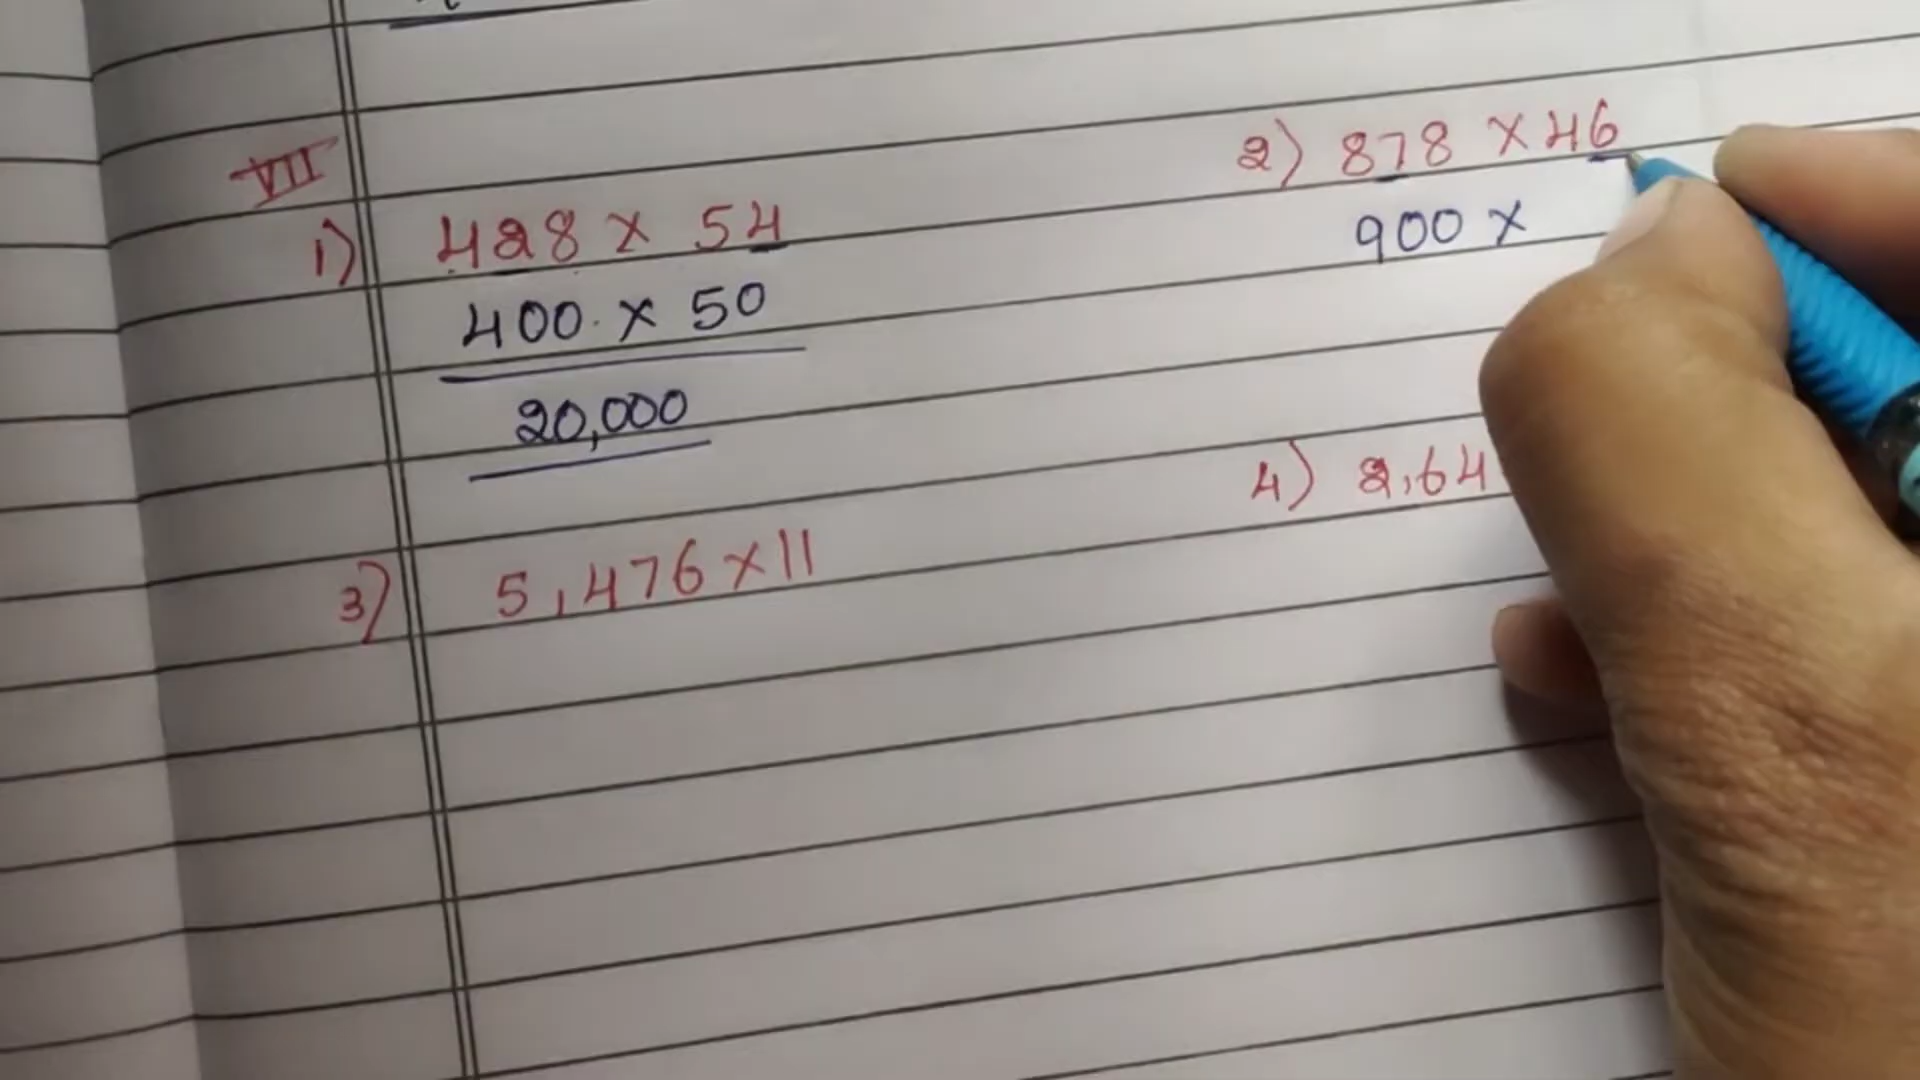 VII
1) 428 x 54
400 x 50
20,000
2) 878 x 46
900 x
3) 5,476 x 11
4) 2,64